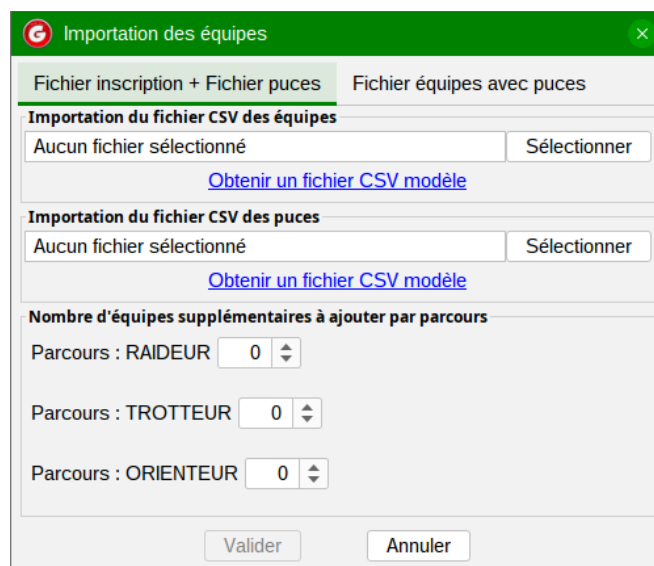 G Importation des équipes
Fichier inscription + Fichier puces Fichier équipes avec puces
Importation du fichier CSV des équipes
Aucun fichier sélectionné Sélectionner
Obtenir un fichier CSV modèle
Importation du fichier CSV des puces
Aucun fichier sélectionné Sélectionner
Obtenir un fichier CSV modèle
Nombre d'équipes supplémentaires à ajouter par parcours
Parcours : RAIDEUR 0
Parcours : TROTTEUR 0
Parcours : ORIENTEUR 0
Valider Annuler